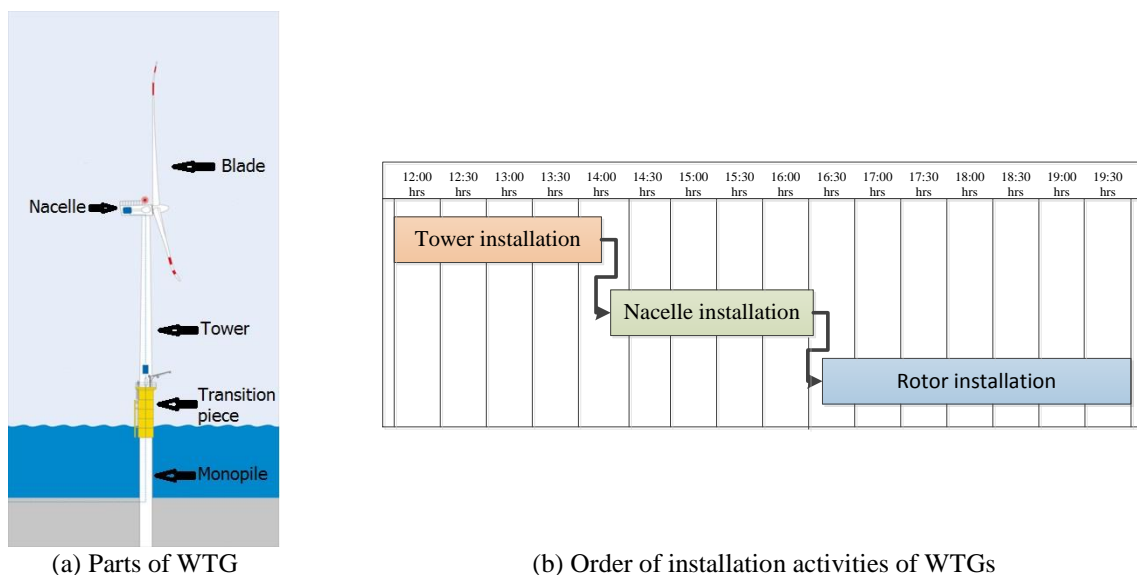 Blade
Nacelle
Tower
Transition
piece
Monopile
(a) Parts of WTG
12:00 12:30 13:00 13:30 14:00 14:30 15:00 15:30 16:00 16:30 17:00 17:30 18:00 18:30 19:00 19:30
hrs hrs hrs hrs hrs hrs hrs hrs hrs hrs hrs hrs hrs hrs hrs hrs
Tower installation
Nacelle installation
Rotor installation
(b) Order of installation activities of WTGs